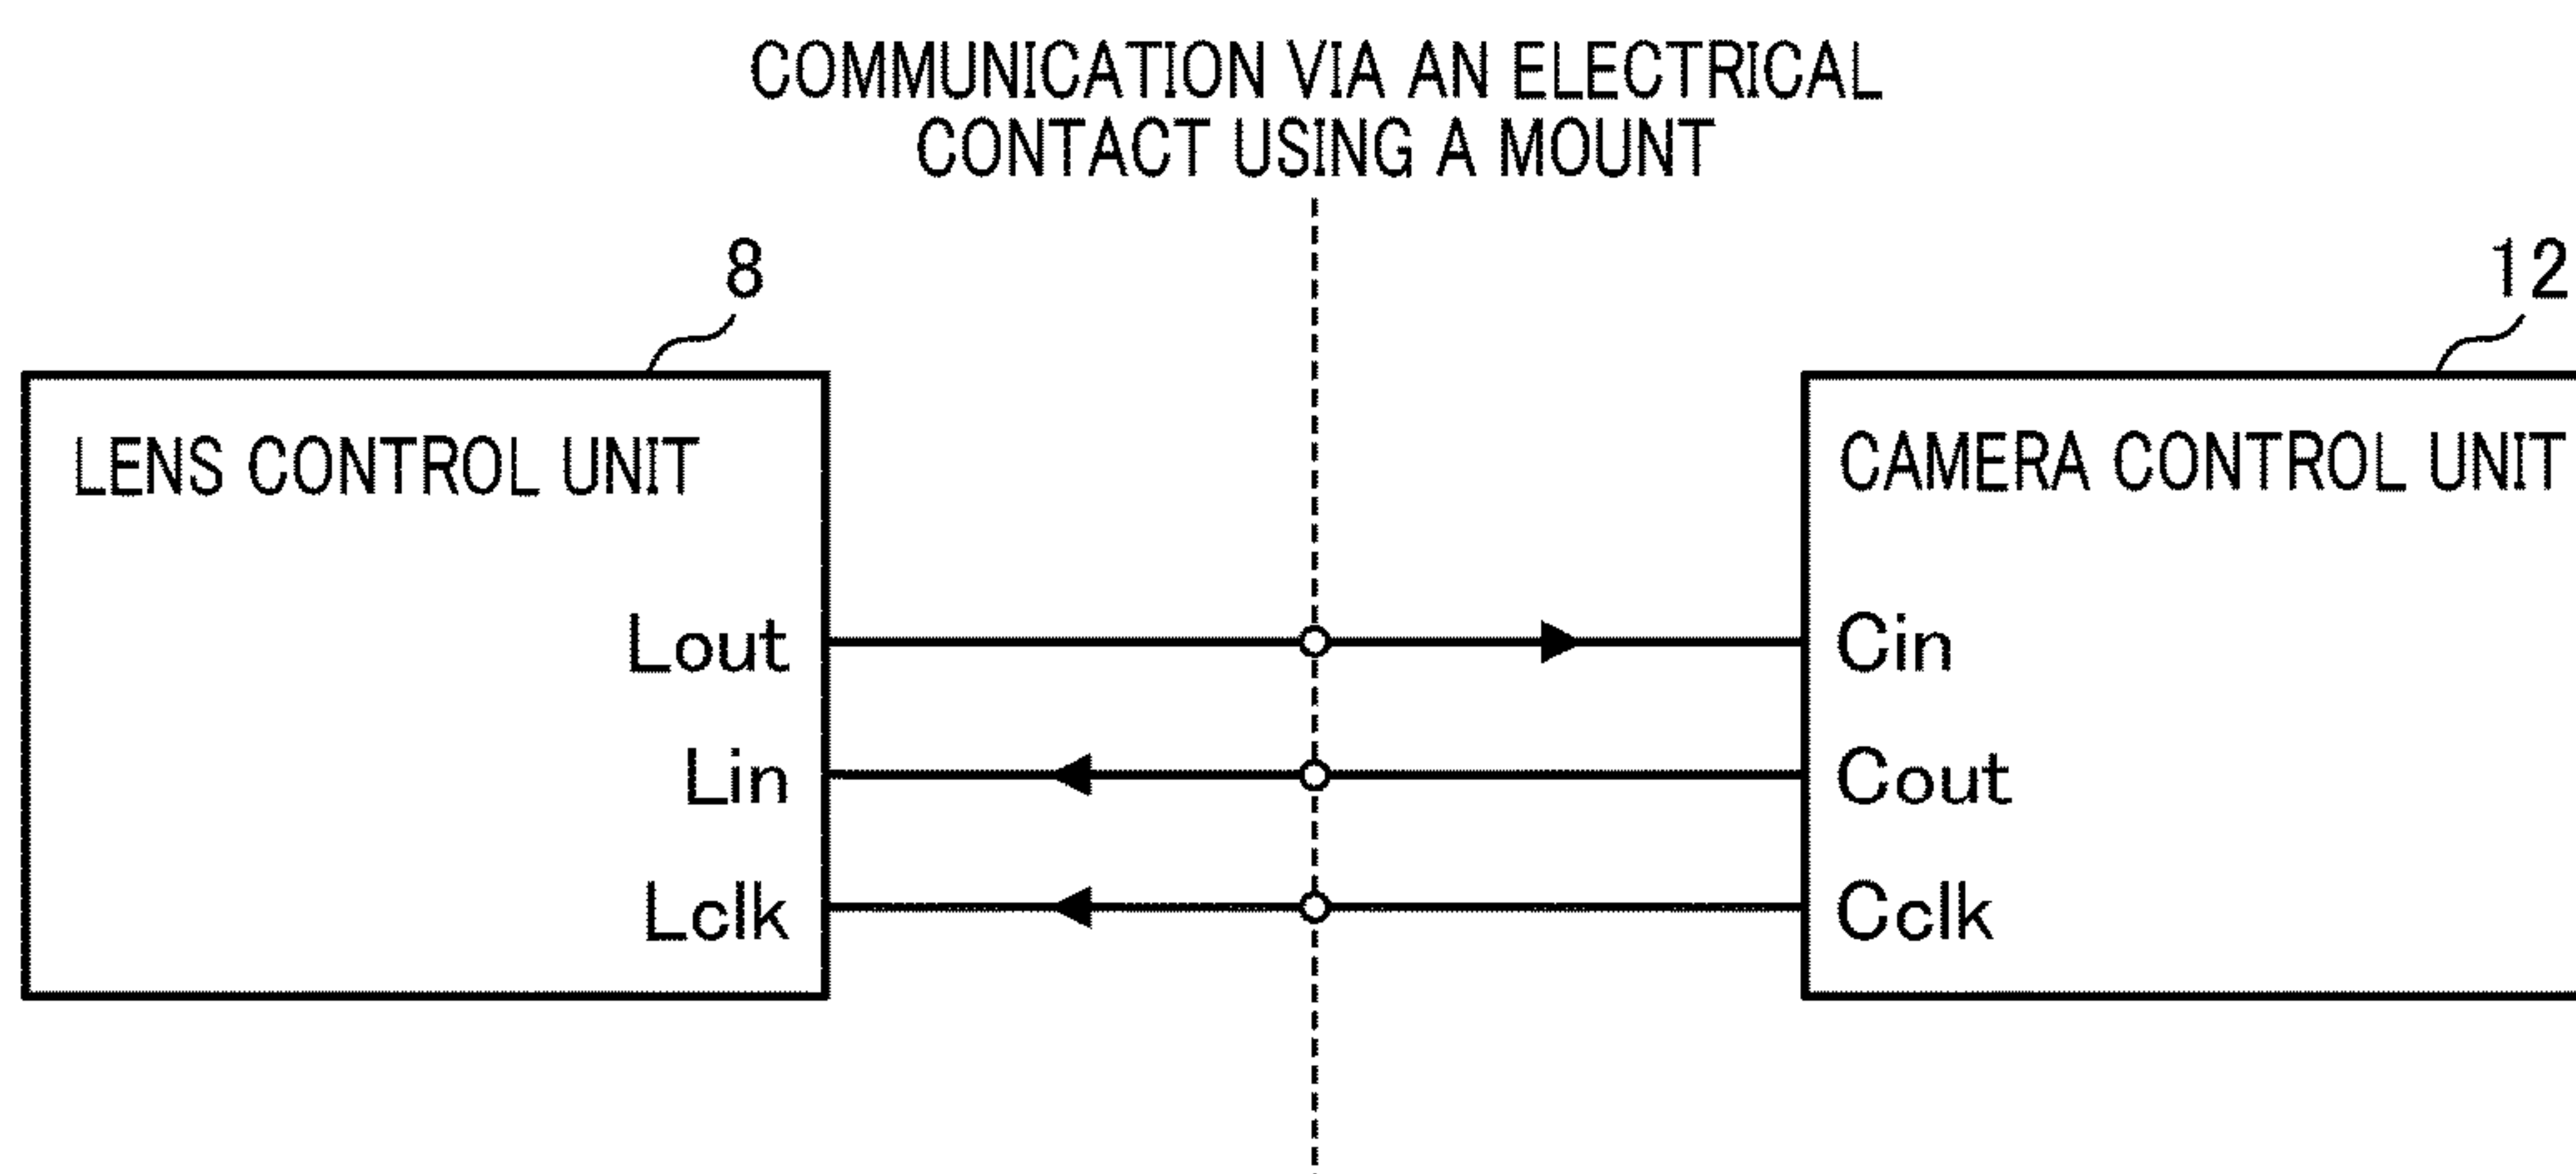 COMMUNICATION VIA AN ELECTRICAL
CONTACT USING A MOUNT
8
12
LENS CONTROL UNIT
CAMERA CONTROL UNIT
Lout
Cin
Lin
Cout
Lclk
Cclk